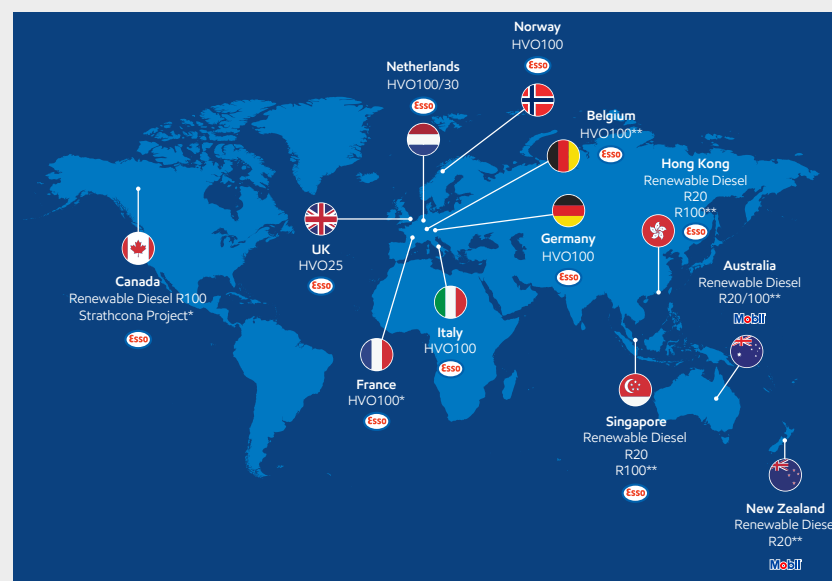 Norway
HVO100
Esso
Netherlands
HVO100/30
Esso
Belgium
HVO100**
Esso
Hong Kong
Renewable Diesel
R20
R100**
Esso
UK
HVO25
Esso
Germany
HVO100
Esso
Australia
Renewable Diesel
R20/100**
Mobil
Canada
Renewable Diesel R100
Strathcona Project*
Esso
Italy
HVO100
Esso
France
HVO100*
Esso
Singapore
Renewable Diesel
R20
R100**
Esso
New Zealand
Renewable Diese
R20**
Mobil